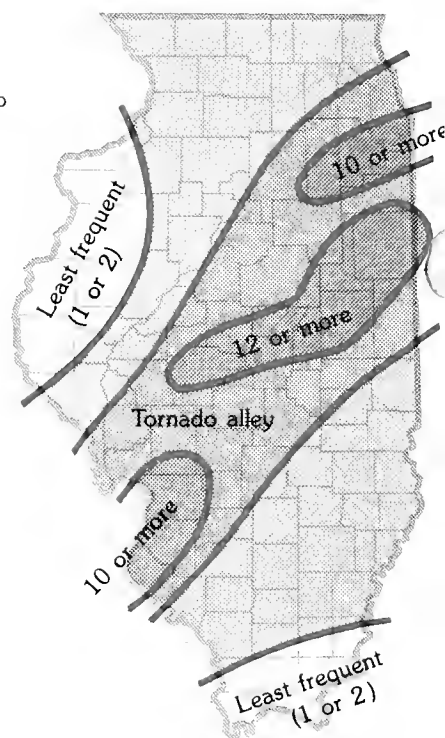 10 or more
Least frequent
(1 or 2)
12 or more
Tornado alley
10 or more
Least frequent
(1 or 2)